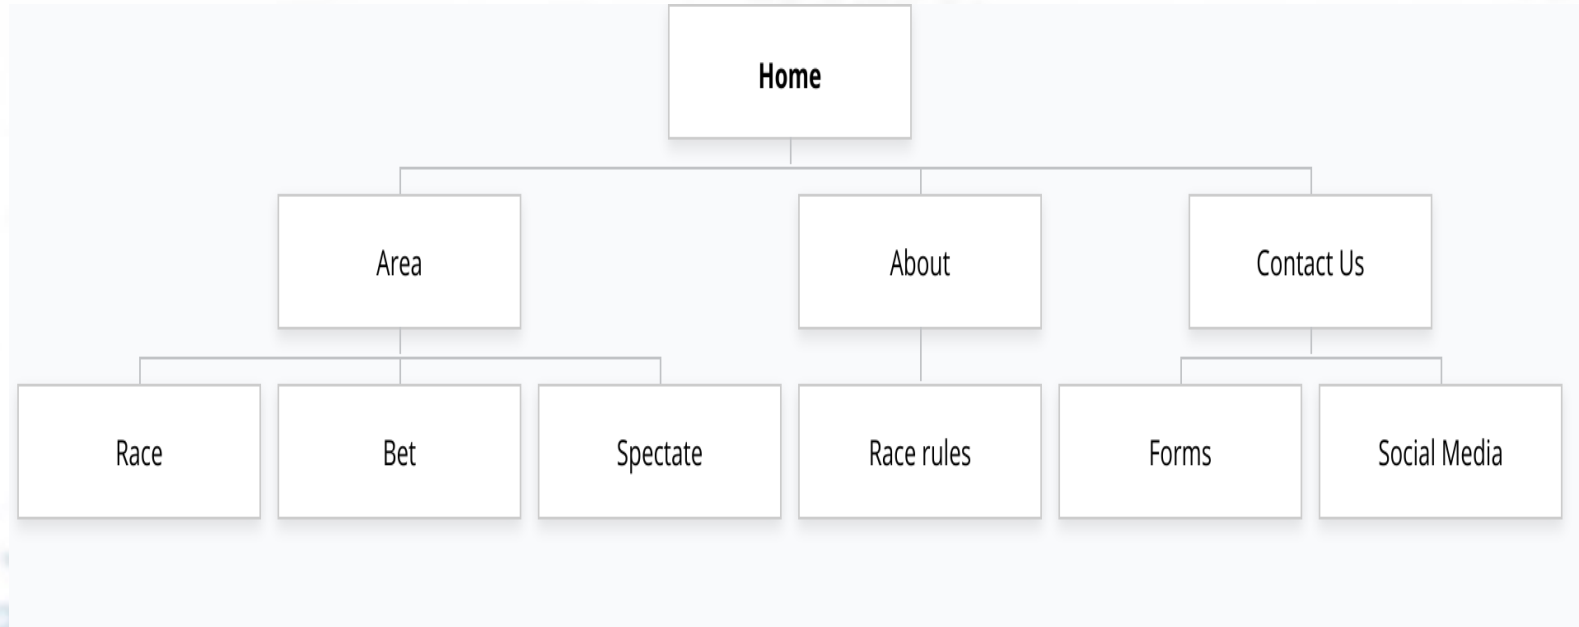 Home
Area
About
Contact Us
Race
Bet
Spectate
Race rules
Forms
Social Media